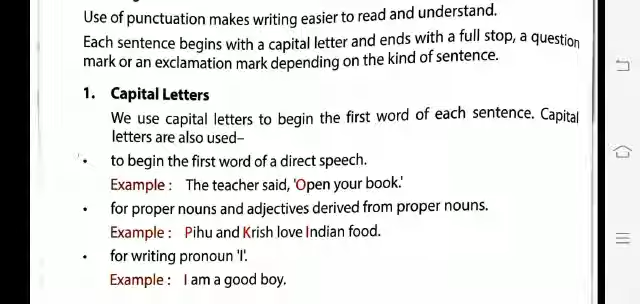 Use of punctuation makes writing easier to read and understand.
Each sentence begins with a capital letter and ends with a full stop, a question
mark or an exclamation mark depending on the kind of sentence.
1. Capital Letters
We use capital letters to begin the first word of each sentence. Capital
letters are also used–
• to begin the first word of a direct speech.
Example : The teacher said, 'Open your book.'
• for proper nouns and adjectives derived from proper nouns.
Example : Pihu and Krish love Indian food.
• for writing pronoun 'I'.
Example : I am a good boy.